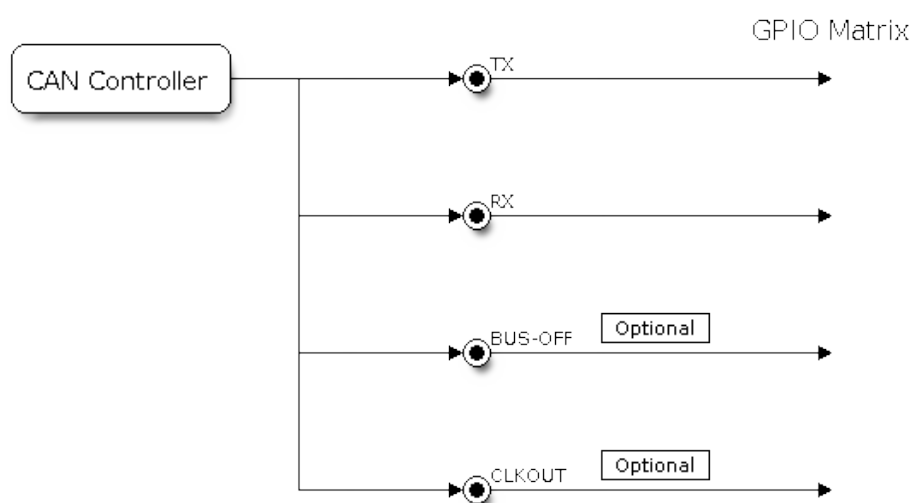 GPIO Matrix
CAN Controller
TX
RX
BUS-OFF
Optional
CLKOUT
Optional